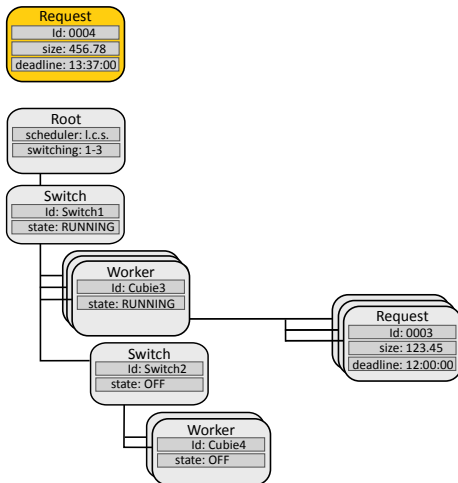 Request
Id: 0004
size: 456.78
deadline: 13:37:00
Root
scheduler: l.c.s.
switching: 1-3
Switch
Id: Switch1
state: RUNNING
Worker
Id: Cubie3
state: RUNNING
Request
Id: 0003
size: 123.45
deadline: 12:00:00
Switch
Id: Switch2
state: OFF
Worker
Id: Cubie4
state: OFF